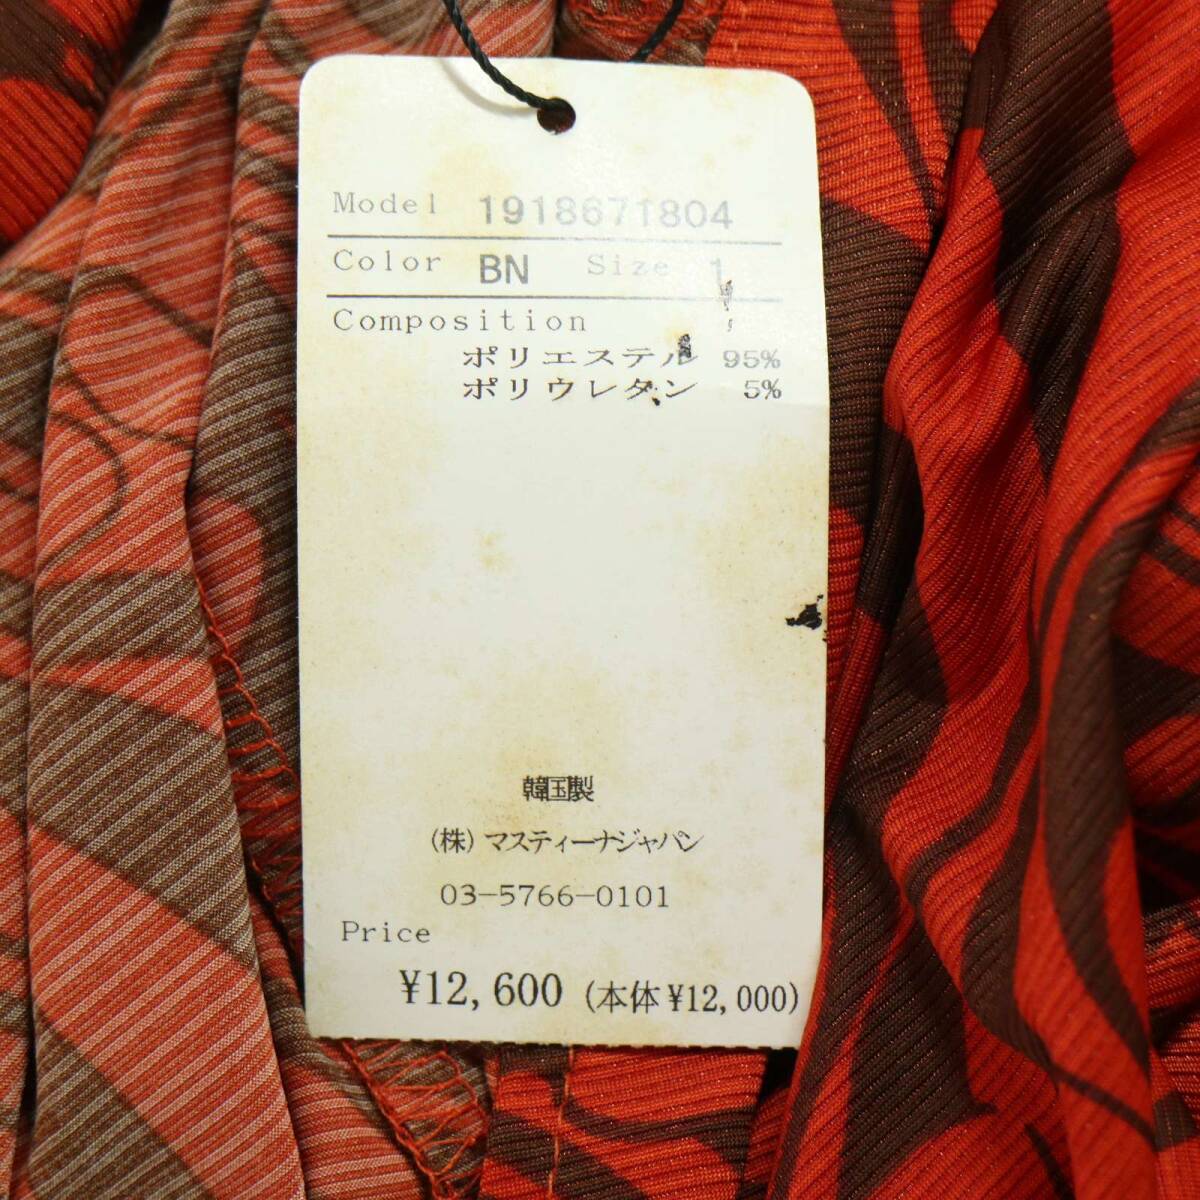 Model 1918671804
Color BN Size 1
Composition
ポリエステル 95%
ポリウレタン 5%
韓国製
(株)マスティーナジャパン
03-5766-0101
Price
¥12,600 (本体¥12,000)